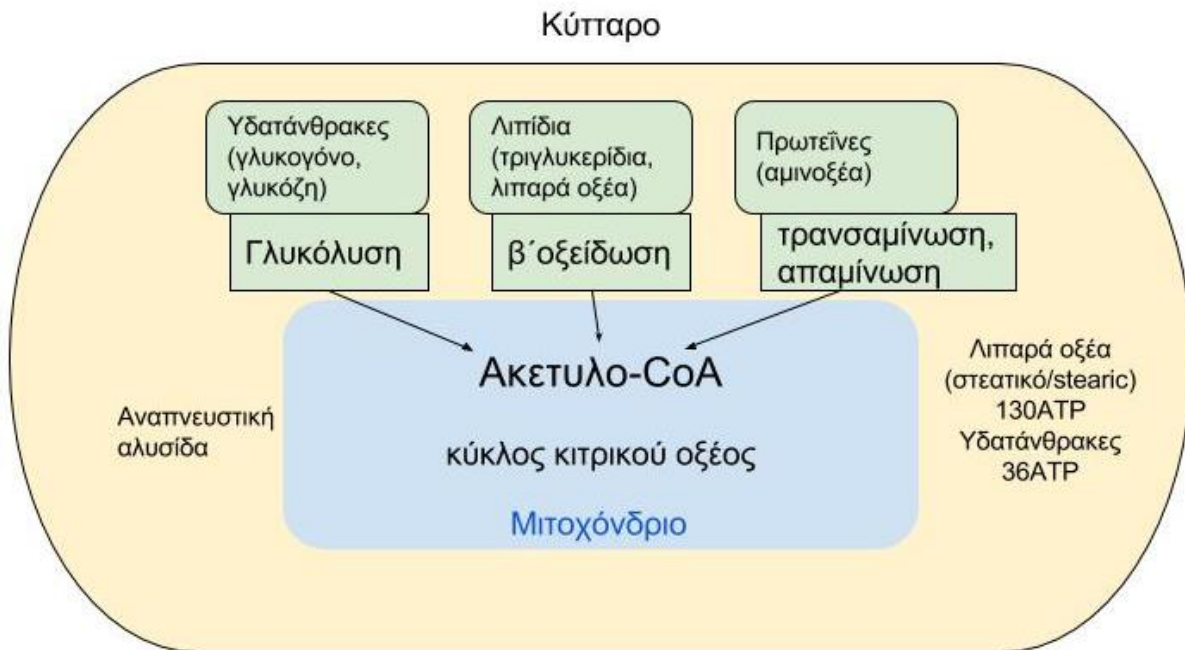 Κύτταρο
Υδατάνθρακες
(γλυκογόνο,
γλυκόζη)
Γλυκόλυση
Λιπίδια
(τριγλυκερίδια,
λιπαρά οξέα)
β΄οξείδωση
Πρωτεΐνες
(αμινοξέα)
τρανσαμίνωση,
απαμίνωση
Ακετυλο-CoA
κύκλος κιτρικού οξέος
Μιτοχόνδριο
Αναπνευστική
αλυσίδα
Λιπαρά οξέα
(στεατικό/stearic)
130ATP
Υδατάνθρακες
36ATP